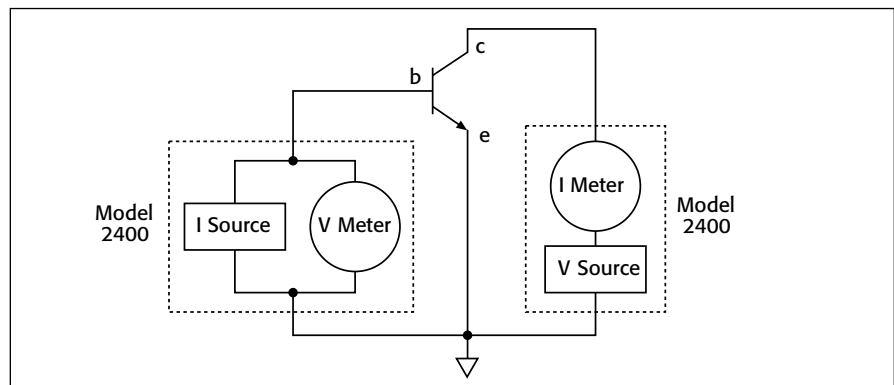 c
b
e
Model
2400
I Source
V Meter
I Meter
V Source
Model
2400